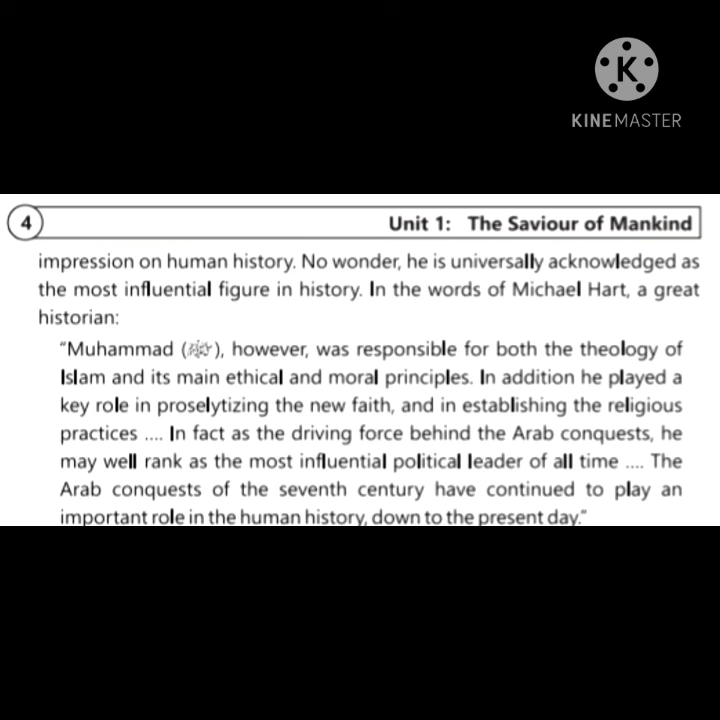 K
KINEMASTER
4
Unit 1: The Saviour of Mankind
impression on human history. No wonder, he is universally acknowledged as
the most influential figure in history. In the words of Michael Hart, a great
historian:
“Muhammad (ﷺ), however, was responsible for both the theology of
Islam and its main ethical and moral principles. In addition he played a
key role in proselytizing the new faith, and in establishing the religious
practices .... In fact as the driving force behind the Arab conquests, he
may well rank as the most influential political leader of all time .... The
Arab conquests of the seventh century have continued to play an
important role in the human history, down to the present day.”